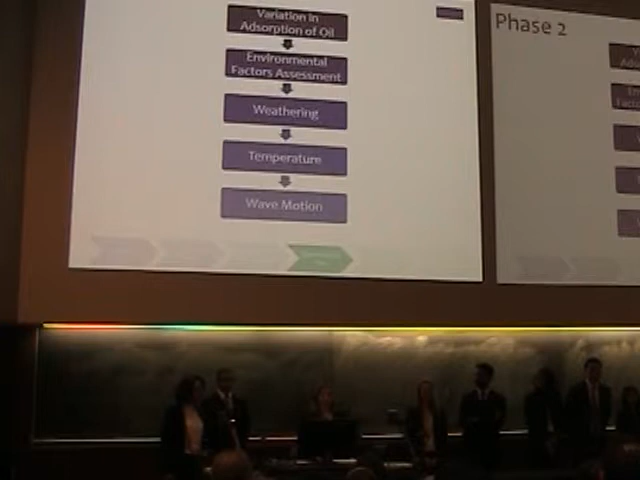 Variation in
Adsorption of Oil
Environmental
Factors Assessment
Weathering
Temperature
Wave Motion
Phase 2